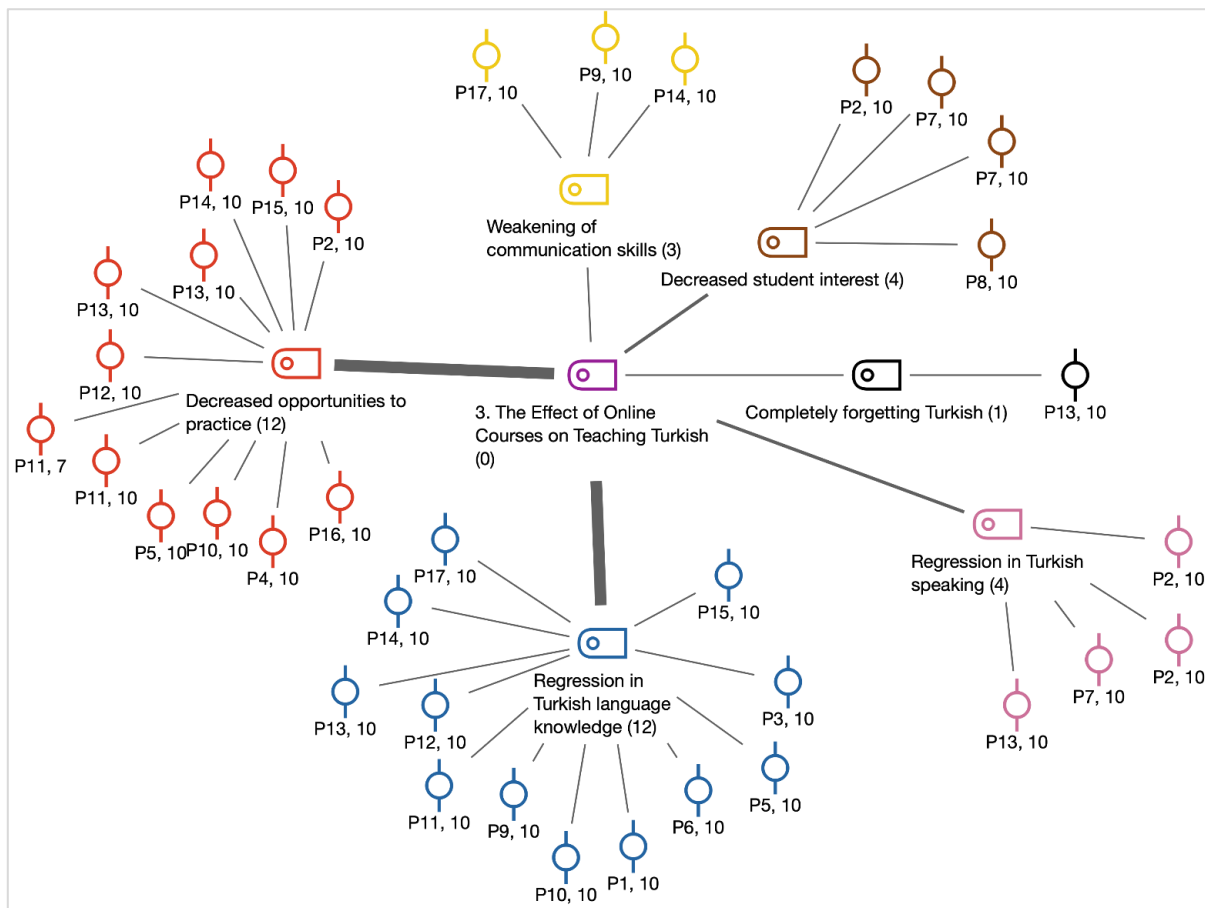 P17, 10
P9, 10
P14, 10
Weakening of
communication skills (3)
P2, 10
P7, 10
P7, 10
P8, 10
Decreased student interest (4)
P14, 10
P15, 10
P2, 10
P13, 10
P13, 10
P12, 10
Decreased opportunities to
practice (12)
P11, 7
P11, 10
P5, 10
P10, 10
P4, 10
P16, 10
3. The Effect of Online
Courses on Teaching Turkish
(0)
Completely forgetting Turkish (1)
P13, 10
Regression in Turkish
speaking (4)
P2, 10
P2, 10
P7, 10
P13, 10
P17, 10
P14, 10
P15, 10
Regression in
Turkish language
knowledge (12)
P13, 10
P12, 10
P3, 10
P11, 10
P9, 10
P10, 10
P1, 10
P6, 10
P5, 10